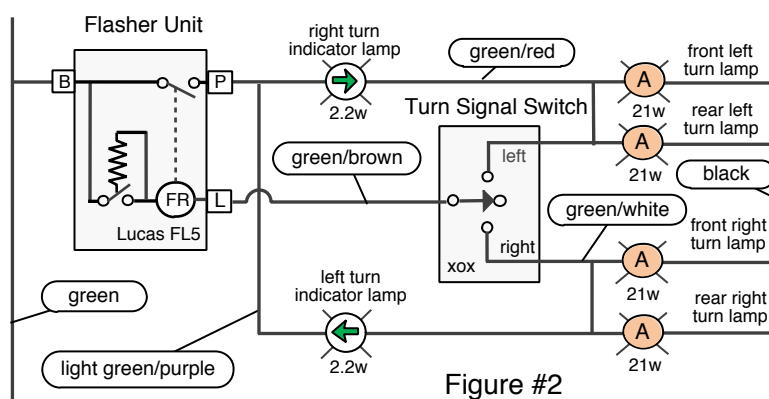 Flasher Unit
right turn
indicator lamp
green/red
front left
turn lamp
B
P
A
2.2w
21w
Turn Signal Switch
rear left
turn lamp
green/brown
left
A
21w
black
FR
L
green/white
Lucas FL5
front right
turn lamp
right
A
left turn
indicator lamp
xox
21w
green
rear right
turn lamp
A
light green/purple
2.2w
21w
Figure #2